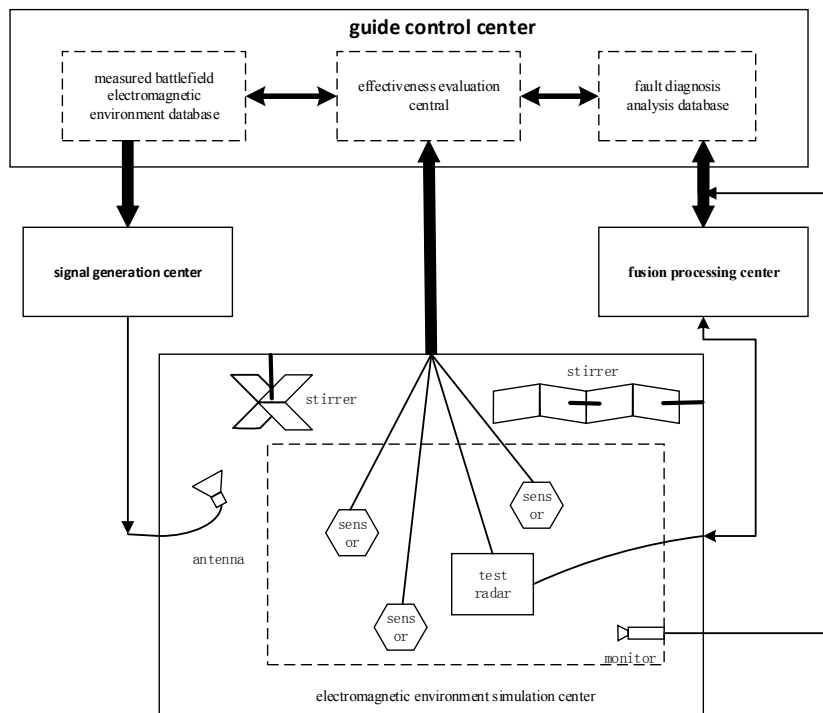 guide control center
measured battlefield
electromagnetic
environment database
effectiveness evaluation
central
fault diagnosis
analysis database
signal generation center
fusion processing center
stirrer
stirrer
sens
or
sens
or
antenna
test
radar
sens
or
monitor
electromagnetic environment simulation center